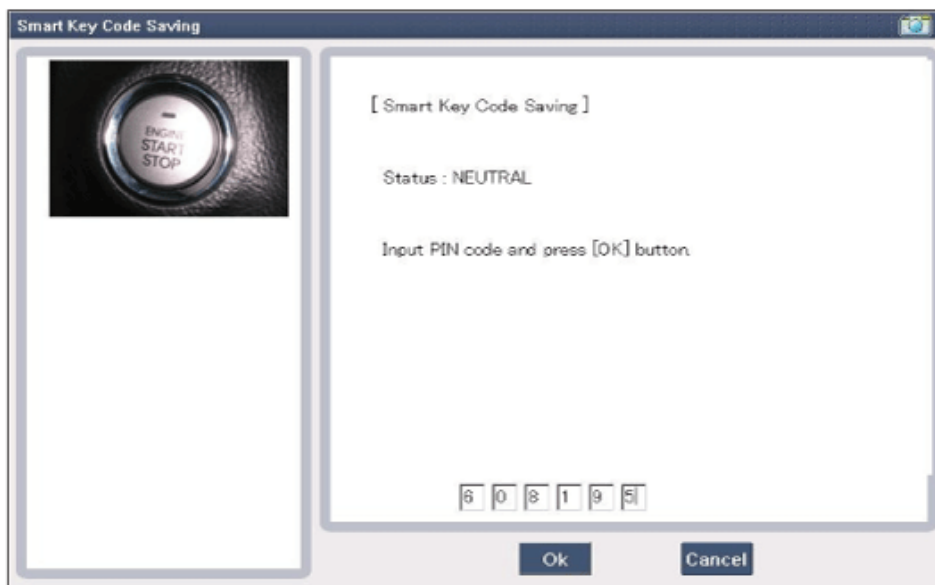 Smart Key Code Saving
ENGINE
START
STOP
[ Smart Key Code Saving ]
Status : NEUTRAL
Input PIN code and press [OK] button.
6 0 8 1 9 5
Ok
Cancel